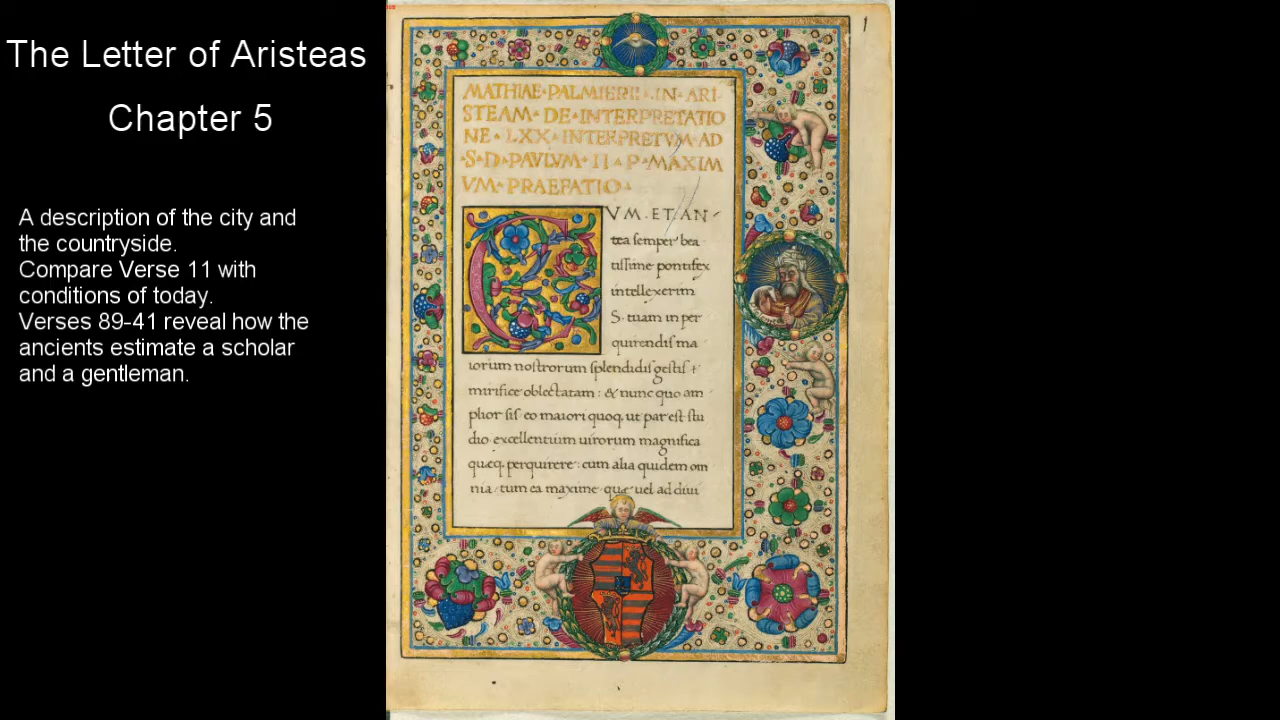 The Letter of Aristeas
Chapter 5
A description of the city and
the countryside.
Compare Verse 11 with
conditions of today.
Verses 89-41 reveal how the
ancients estimate a scholar
and a gentleman.
1
MATHIAE·PALMIERII·IN·ARI-
STEAM·DE·INTERPRETATIO
NE·LXX·INTERPRETVM·AD
·S·D·PAVLVM·II·P·MAXIM
VM·PRAEFATIO·
CVM·ET·AN-
tea semper bea
tissime pontifex
intellexerim
S. tuam in per
quirendis ma
iorum nostrorum splendidis gestis
mirifice oblectatam: & nunc quo am
plior sis eo maiori quoq. ut par est stu
dio excellentium uirorum magnifica
quæq. perquirere: cum alia quidem om
nia tum ea maxime que uel ad diui